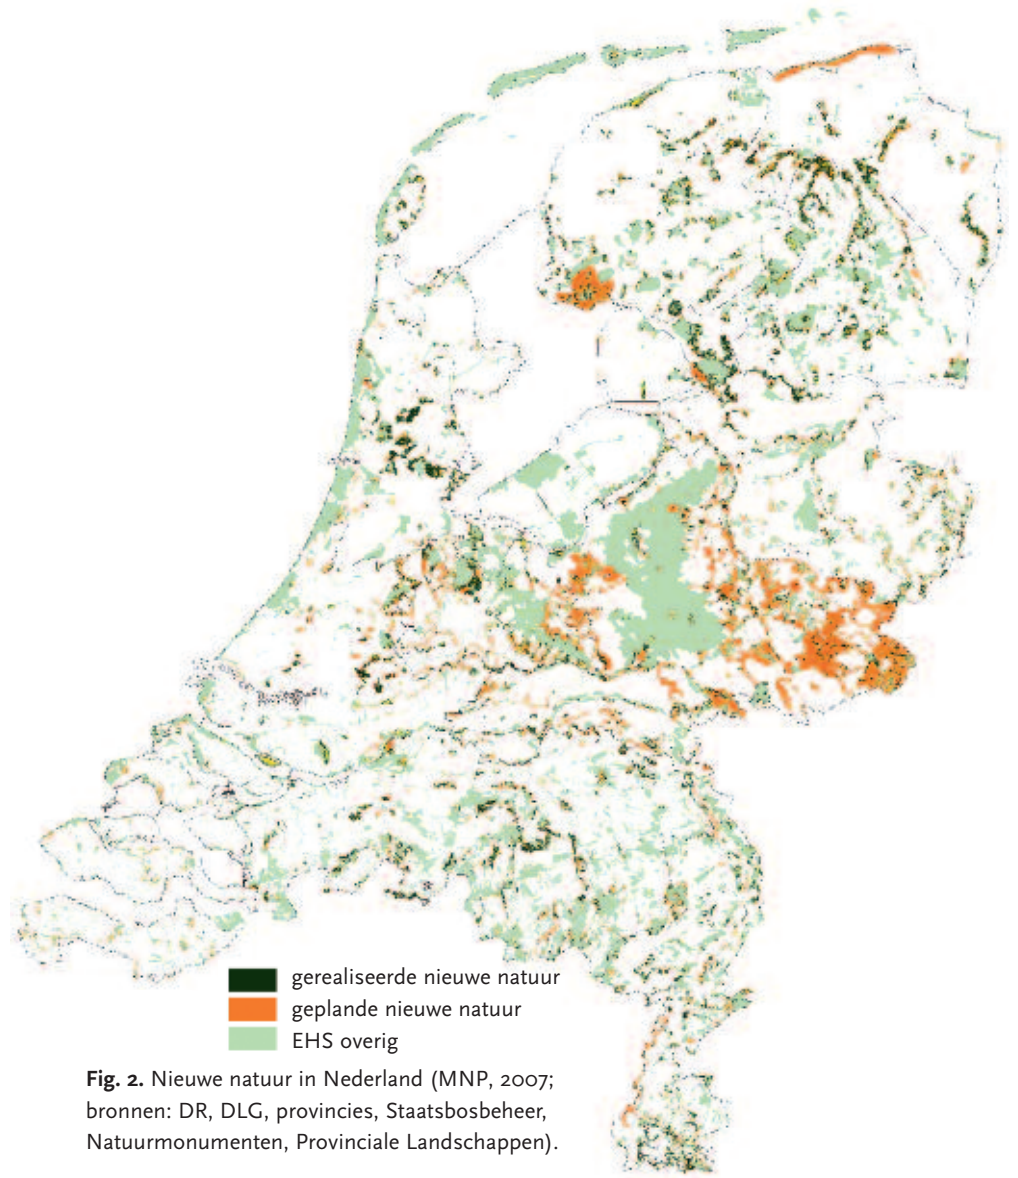 gerealiseerde nieuwe natuur
geplande nieuwe natuur
EHS overig
Fig. 2. Nieuwe natuur in Nederland (MNP, 2007;
bronnen: DR, DLG, provincies, Staatsbosbeheer,
Natuurmonumenten, Provinciale Landschappen).